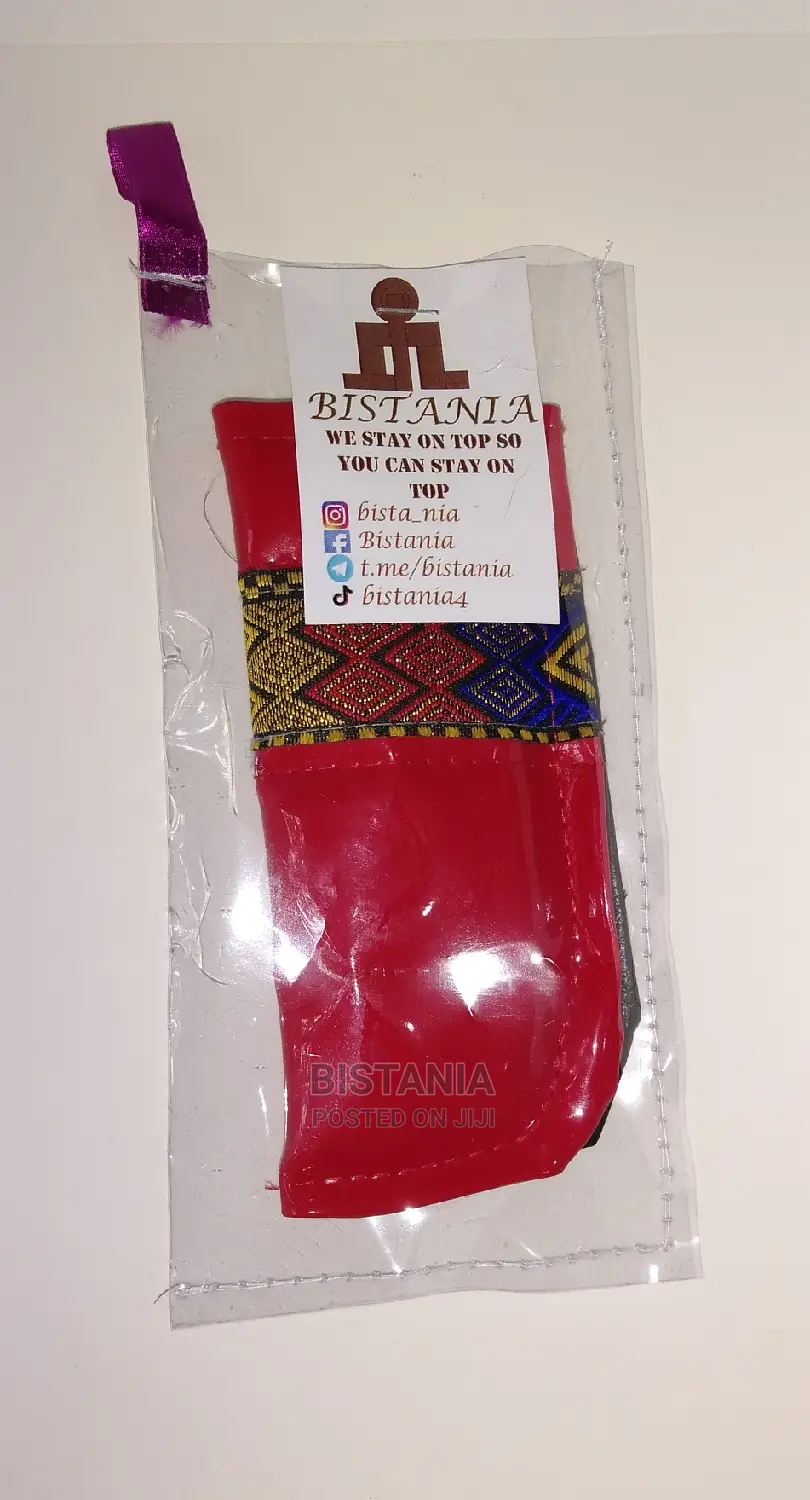 BISTANIA
WE STAY ON TOP SO
YOU CAN STAY ON
TOP
bista_nia
Bistania
t.me/bistania
bistania4
BISTANIA
POSTED ON JIJI